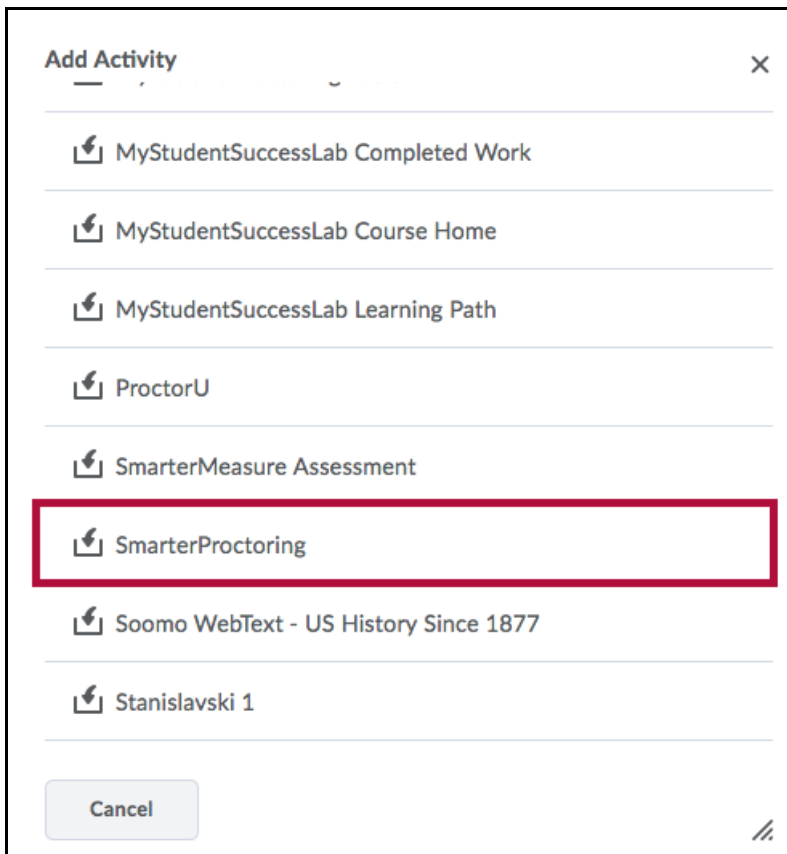 Add Activity
MyStudentSuccessLab Completed Work
MyStudentSuccessLab Course Home
MyStudentSuccessLab Learning Path
ProctorU
SmarterMeasure Assessment
SmarterProctoring
Soomo WebText - US History Since 1877
Stanislavski 1
Cancel